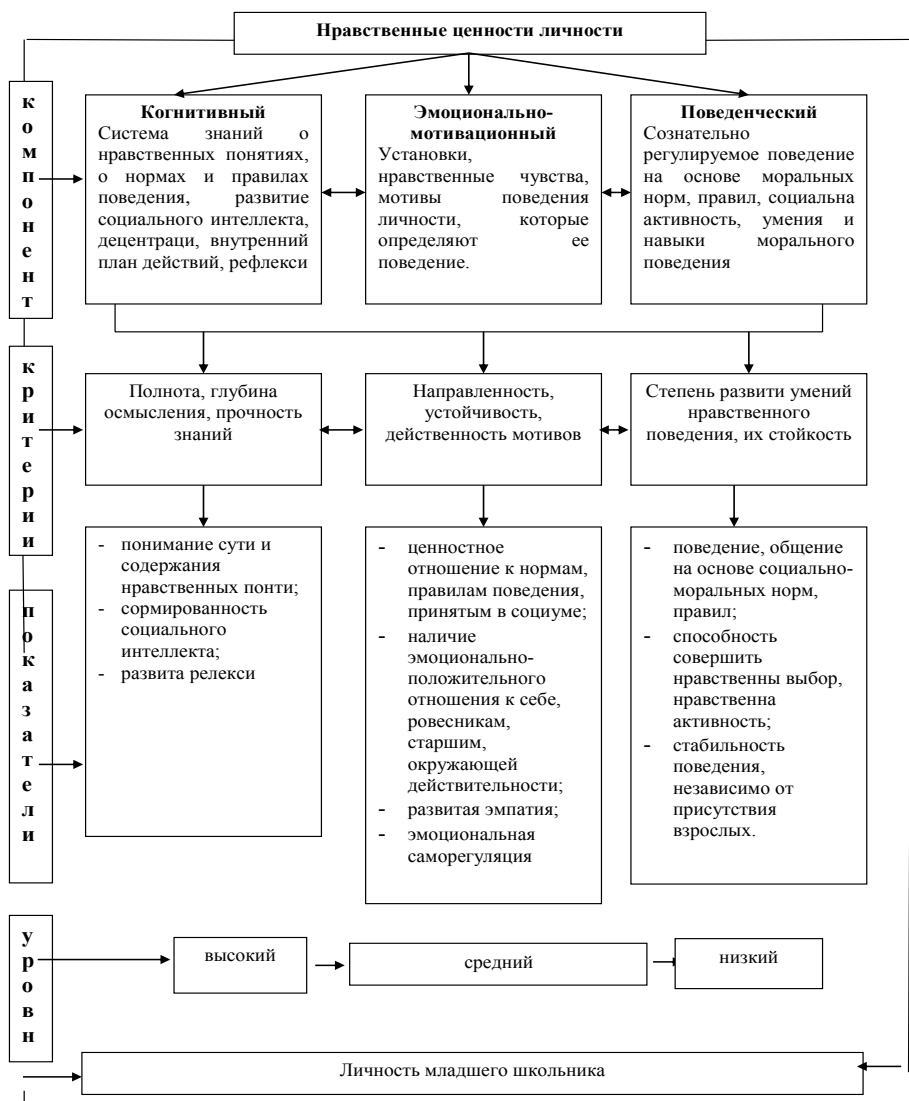 Нравственные ценности личности
компонент
Когнитивный
Система знаний о
нравственных понятиях,
о нормах и правилах
поведения, развитие
социального интеллекта,
децентраци, внутренний
план действий, рефлекси
Эмоционально-
мотивационный
Установки,
нравственные чувства,
мотивы поведения
личности, которые
определяют ее
поведение.
Поведенческий
Сознательно
регулируемое поведение
на основе моральных
норм, правил, социальна
активность, умения и
навыки морального
поведения
критерии
Полнота, глубина
осмысления, прочность
знаний
Направленность,
устойчивость,
действенность мотивов
Степень развити умений
нравственного
поведения, их стойкость
показатели
- понимание сути и
содержания
нравственных понти;
- сормированность
социального
интеллекта;
- развита релекси
- ценностное
отношение к нормам,
правилам поведения,
принятым в социуме;
- наличие
эмоционально-
положительного
отношения к себе,
ровесникам,
старшим,
окружающей
действительности;
- развитая эмпатия;
- эмоциональная
саморегуляция
- поведение, общение
на основе социально-
моральных норм,
правил;
- способность
совершить
нравственны выбор,
нравственна
активность;
- стабильность
поведения,
независимо от
присутствия
взрослых.
уровн
высокий
средний
низкий
Личность младшего школьника